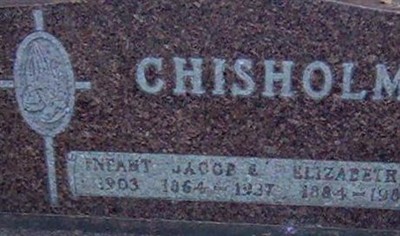 CHISHOLM
INFANT JACOB E. ELIZABETH
1903 1864 - 1937 1884 - 19